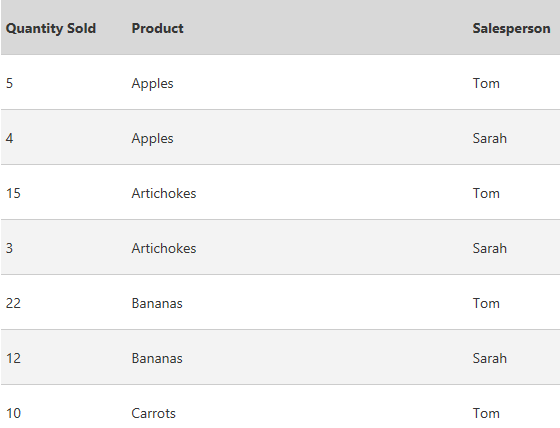 Quantity Sold Product Salesperson
5 Apples Tom
4 Apples Sarah
15 Artichokes Tom
3 Artichokes Sarah
22 Bananas Tom
12 Bananas Sarah
10 Carrots Tom